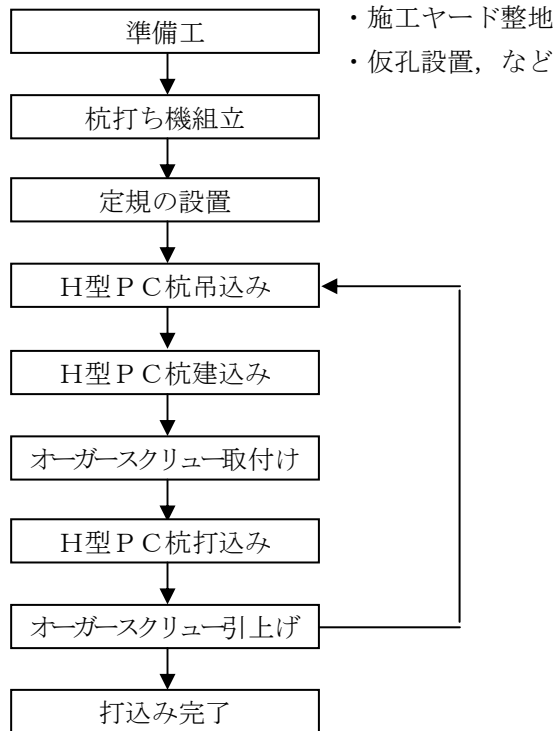 準備工
・施工ヤード整地
・仮孔設置，など
杭打ち機組立
定規の設置
Ｈ型ＰＣ杭吊込み
Ｈ型ＰＣ杭建込み
オーガースクリュー取付け
Ｈ型ＰＣ杭打込み
オーガースクリュー引上げ
打込み完了